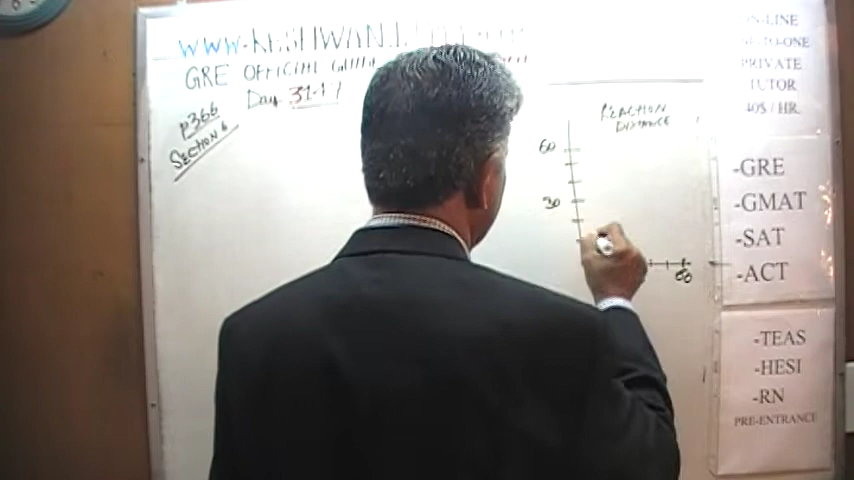 GRE OFFICIAL
Day 31-1
p366
SECTION 6
REACTION
DISTANCE
60
30
60
ON-LINE
ONE-TO-ONE
PRIVATE
TUTOR
40$ / HR.
-GRE
-GMAT
-SAT
-ACT
-TEAS
-HESI
-RN
PRE-ENTRANCE